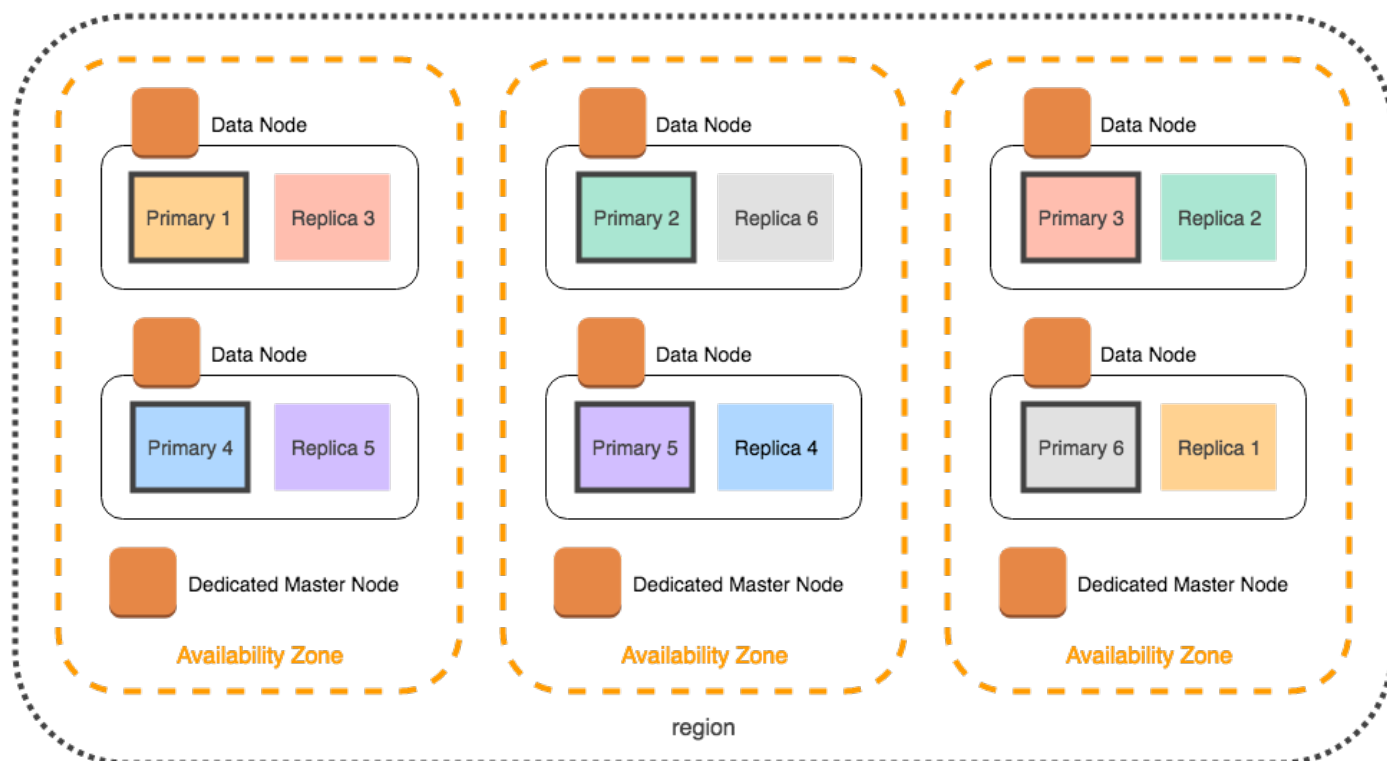 Data Node
Primary 1
Replica 3
Data Node
Primary 4
Replica 5
Dedicated Master Node
Availability Zone
Data Node
Primary 2
Replica 6
Data Node
Primary 5
Replica 4
Dedicated Master Node
Availability Zone
Data Node
Primary 3
Replica 2
Data Node
Primary 6
Replica 1
Dedicated Master Node
Availability Zone
region